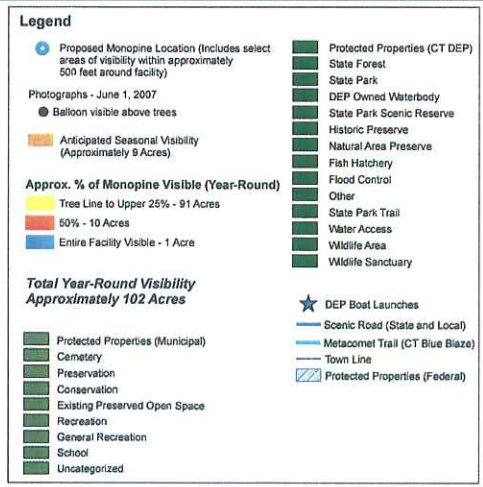 Legend
Proposed Monopine Location (Includes select
areas of visibility within approximately
500 feet around facility)
Photographs - June 1, 2007
Balloon visible above trees
Anticipated Seasonal Visibility
(Approximately 9 Acres)
Approx. % of Monopine Visible (Year-Round)
Tree Line to Upper 25% - 91 Acres
50% - 10 Acres
Entire Facility Visible - 1 Acre
Total Year-Round Visibility
Approximately 102 Acres
Protected Properties (Municipal)
Cemetery
Preservation
Conservation
Existing Preserved Open Space
Recreation
General Recreation
School
Uncategorized
Protected Properties (CT DEP)
State Forest
State Park
DEP Owned Waterbody
State Park Scenic Reserve
Historic Preserve
Natural Area Preserve
Fish Hatchery
Flood Control
Other
State Park Trail
Water Access
Wildlife Area
Wildlife Sanctuary
DEP Boat Launches
Scenic Road (State and Local)
Metacomet Trail (CT Blue Blaze)
Town Line
Protected Properties (Federal)